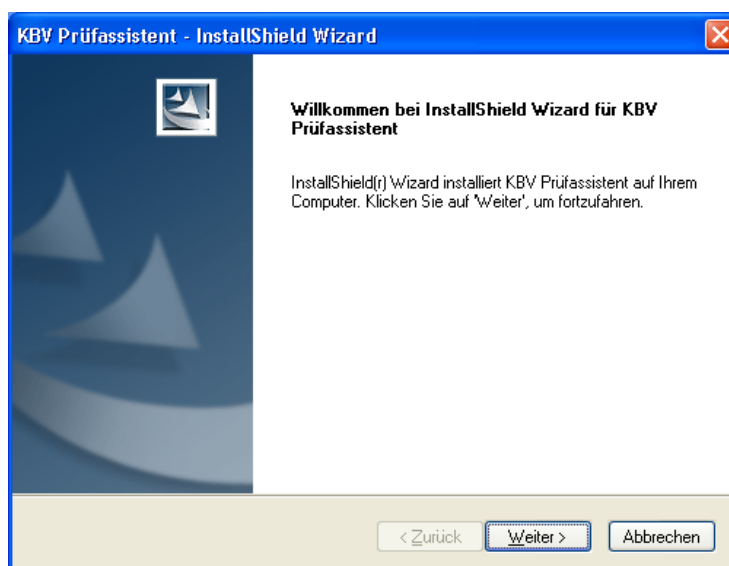 KBV Prüfassistent - InstallShield Wizard
Willkommen bei InstallShield Wizard für KBV
Prüfassistent
InstallShield(r) Wizard installiert KBV Prüfassistent auf Ihrem
Computer. Klicken Sie auf 'Weiter', um fortzufahren.
< Zurück Weiter > Abbrechen